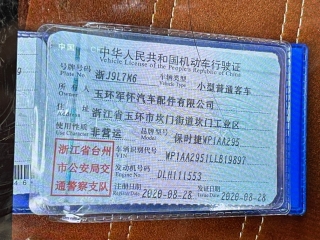 中华人民共和国机动车行驶证
Vehicle License of the People's Republic of China
号牌号码 浙J9L7M6 车辆类型 小型普通客车
Plate No. Vehicle Type
所有人 玉环军怀汽车配件有限公司
Owner
住址 浙江省玉环市坎门街道坎门工业区
Address
使用性质 非营运 品牌型号 保时捷WP1AA295
Use Character Model
浙江省台州
市公安局交
通警察支队
车辆识别代号 WP1AA2951LLB19897
VIN
发动机号码 DLH111553
Engine No.
注册日期 2020-08-28 发证日期 2020-08-28
Register Date Issue Date